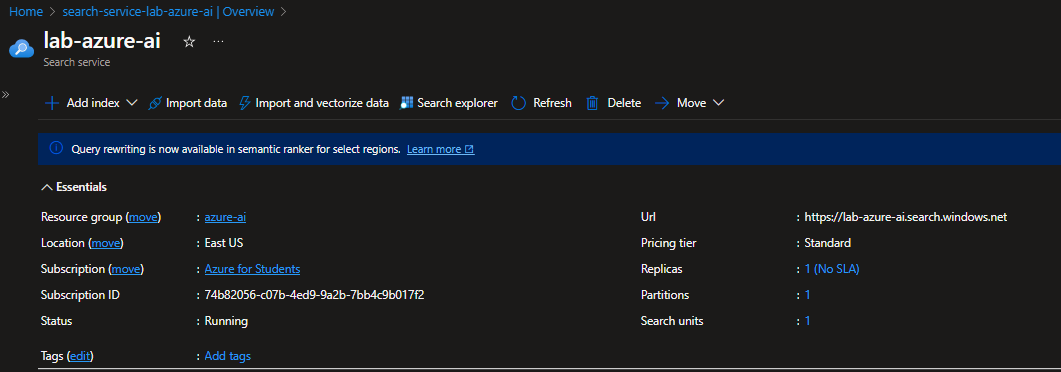 Home > search-service-lab-azure-ai | Overview >
lab-azure-ai
Search service
Add index
Import data
Import and vectorize data
Search explorer
Refresh
Delete
Move
Query rewriting is now available in semantic ranker for select regions. Learn more
Essentials
Resource group (move) : azure-ai
Location (move) : East US
Subscription (move) : Azure for Students
Subscription ID : 74b82056-c07b-4ed9-9a2b-7bb4c9b017f2
Status : Running
Url : https://lab-azure-ai.search.windows.net
Pricing tier : Standard
Replicas : 1 (No SLA)
Partitions : 1
Search units : 1
Tags (edit) : Add tags